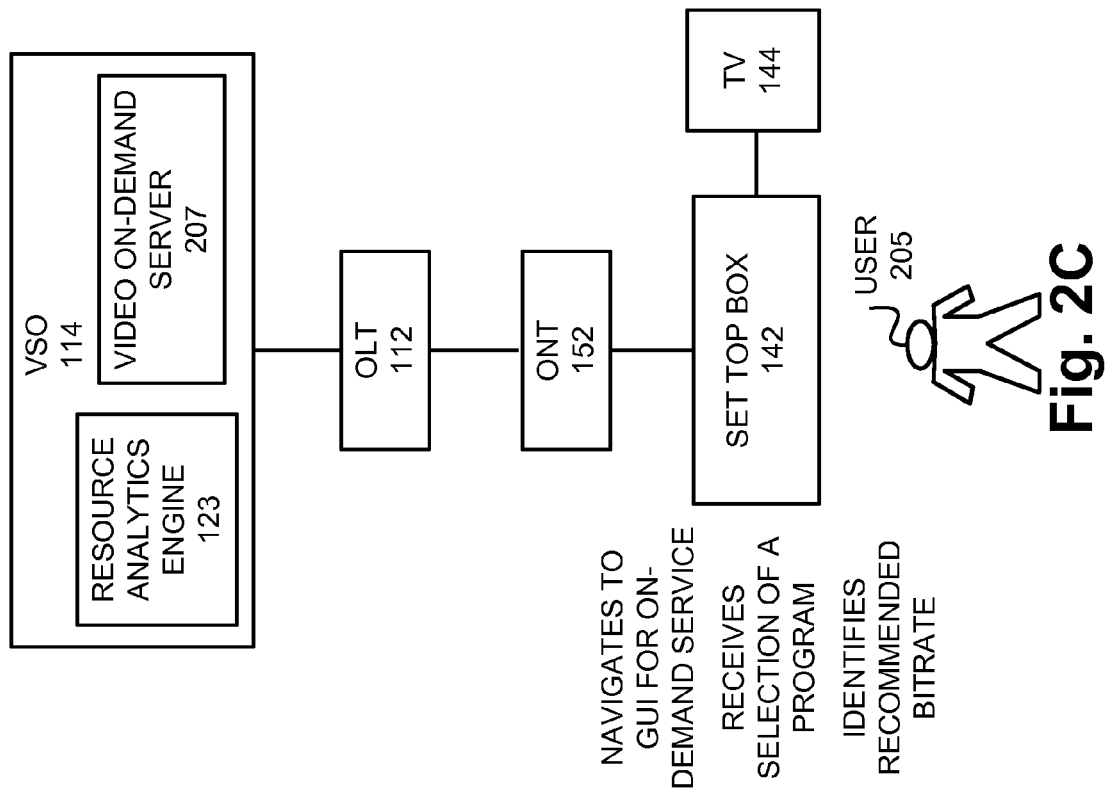 VSO
114
RESOURCE
ANALYTICS
ENGINE
123
VIDEO ON-DEMAND
SERVER
207
OLT
112
ONT
152
SET TOP BOX
142
TV
144
NAVIGATES TO
GUI FOR ON-
DEMAND SERVICE
RECEIVES
SELECTION OF A
PROGRAM
IDENTIFIES
RECOMMENDED
BITRATE
USER
205
Fig. 2C